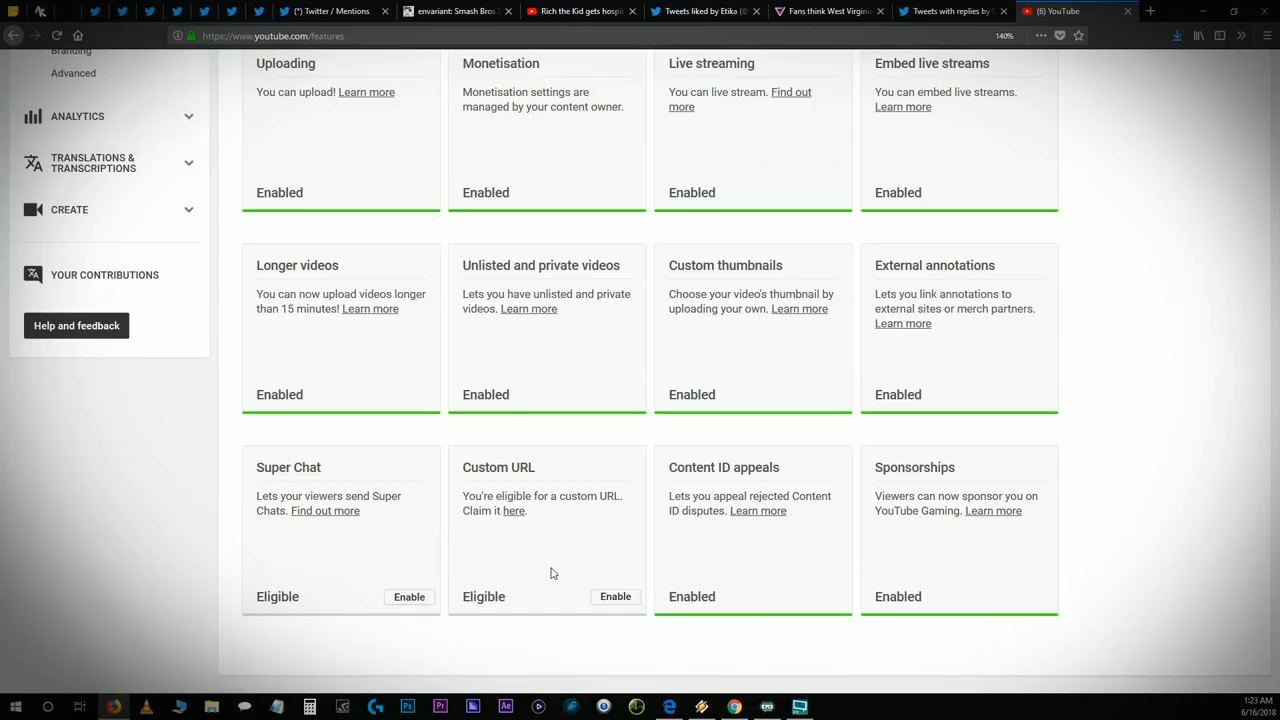 (*) Twitter / Mentions
envariant: Smash Bros S
Rich the Kid gets hospi
Tweets liked by Etika (@
Fans think West Virginia
Tweets with replies by S
(6) YouTube
https://www.youtube.com/features
140%
Branding
Advanced
ANALYTICS
TRANSLATIONS &
TRANSCRIPTIONS
CREATE
YOUR CONTRIBUTIONS
Help and feedback
Uploading
You can upload! Learn more
Enabled
Monetisation
Monetisation settings are
managed by your content owner.
Enabled
Live streaming
You can live stream. Find out
more
Enabled
Embed live streams
You can embed live streams.
Learn more
Enabled
Longer videos
You can now upload videos longer
than 15 minutes! Learn more
Enabled
Unlisted and private videos
Lets you have unlisted and private
videos. Learn more
Enabled
Custom thumbnails
Choose your video's thumbnail by
uploading your own. Learn more
Enabled
External annotations
Lets you link annotations to
external sites or merch partners.
Learn more
Enabled
Super Chat
Lets your viewers send Super
Chats. Find out more
Eligible
Enable
Custom URL
You're eligible for a custom URL.
Claim it here.
Eligible
Enable
Content ID appeals
Lets you appeal rejected Content
ID disputes. Learn more
Enabled
Sponsorships
Viewers can now sponsor you on
YouTube Gaming. Learn more
Enabled
Ps
Pr
Ae
1:23 AM
6/16/2018